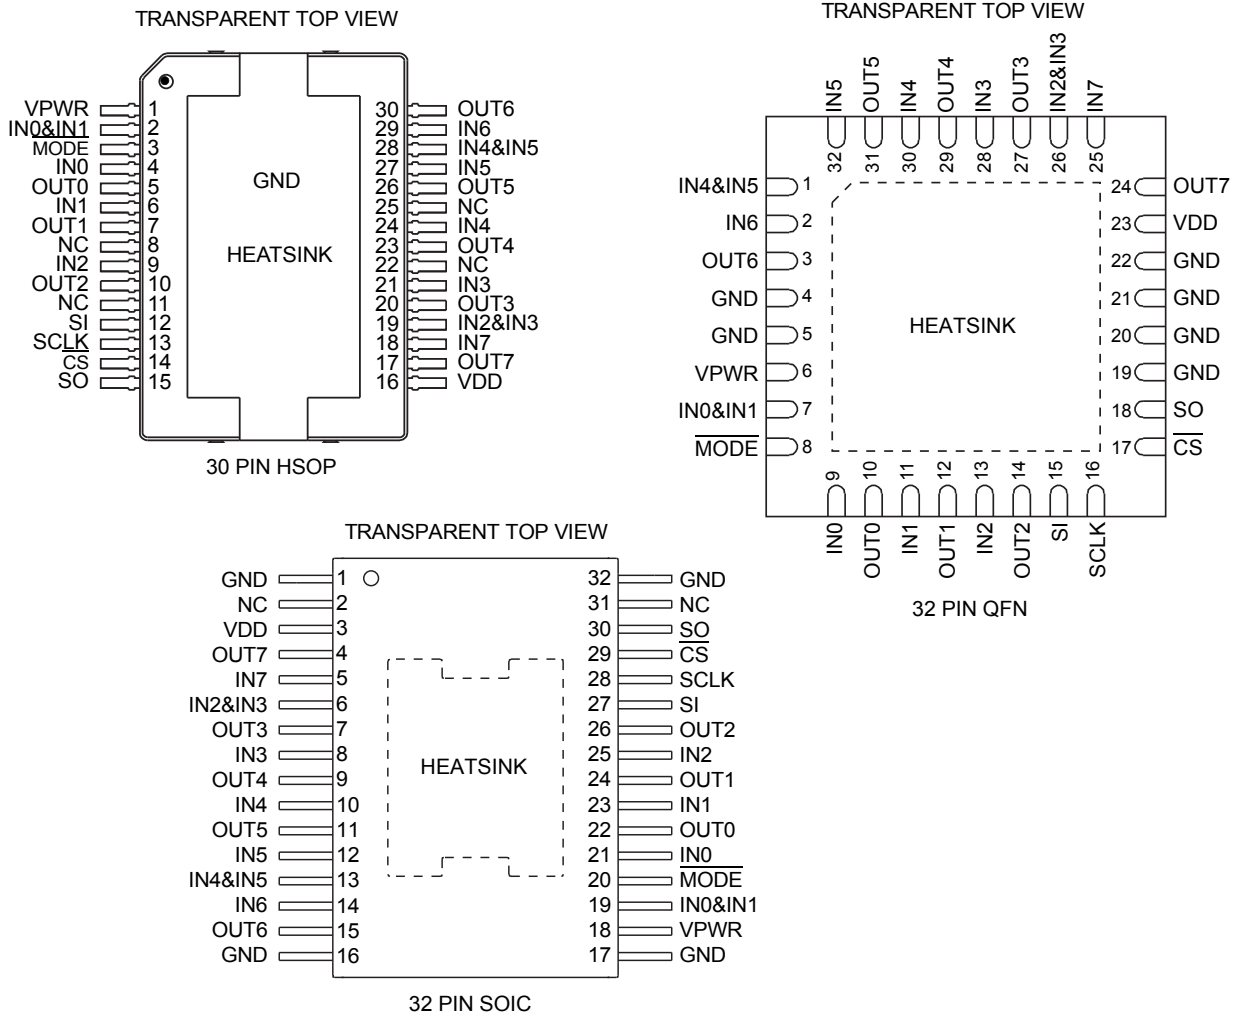 TRANSPARENT TOP VIEW
VPWR 1
IN0&IN1 2
MODE 3
IN0 4
OUT0 5
IN1 6
OUT1 7
NC 8
IN2 9
OUT2 10
NC 11
SI 12
SCLK 13
CS 14
SO 15
GND
HEATSINK
30 OUT6
29 IN6
28 IN4&IN5
27 IN5
26 OUT5
25 NC
24 IN4
23 OUT4
22 NC
21 IN3
20 OUT3
19 IN2&IN3
18 IN7
17 OUT7
16 VDD
30 PIN HSOP
TRANSPARENT TOP VIEW
IN5 32
OUT5 31
IN4 30
OUT4 29
IN3 28
OUT3 27
IN2&IN3 26
IN7 25
IN4&IN5 1
IN6 2
OUT6 3
GND 4
GND 5
VPWR 6
IN0&IN1 7
MODE 8
HEATSINK
24 OUT7
23 VDD
22 GND
21 GND
20 GND
19 GND
18 SO
17 CS
9 IN0
10 OUT0
11 IN1
12 OUT1
13 IN2
14 OUT2
15 SI
16 SCLK
32 PIN QFN
TRANSPARENT TOP VIEW
GND 1
NC 2
VDD 3
OUT7 4
IN7 5
IN2&IN3 6
OUT3 7
IN3 8
OUT4 9
IN4 10
OUT5 11
IN5 12
IN4&IN5 13
IN6 14
OUT6 15
GND 16
HEATSINK
32 GND
31 NC
30 SO
29 CS
28 SCLK
27 SI
26 OUT2
25 IN2
24 OUT1
23 IN1
22 OUT0
21 IN0
20 MODE
19 IN0&IN1
18 VPWR
17 GND
32 PIN SOIC